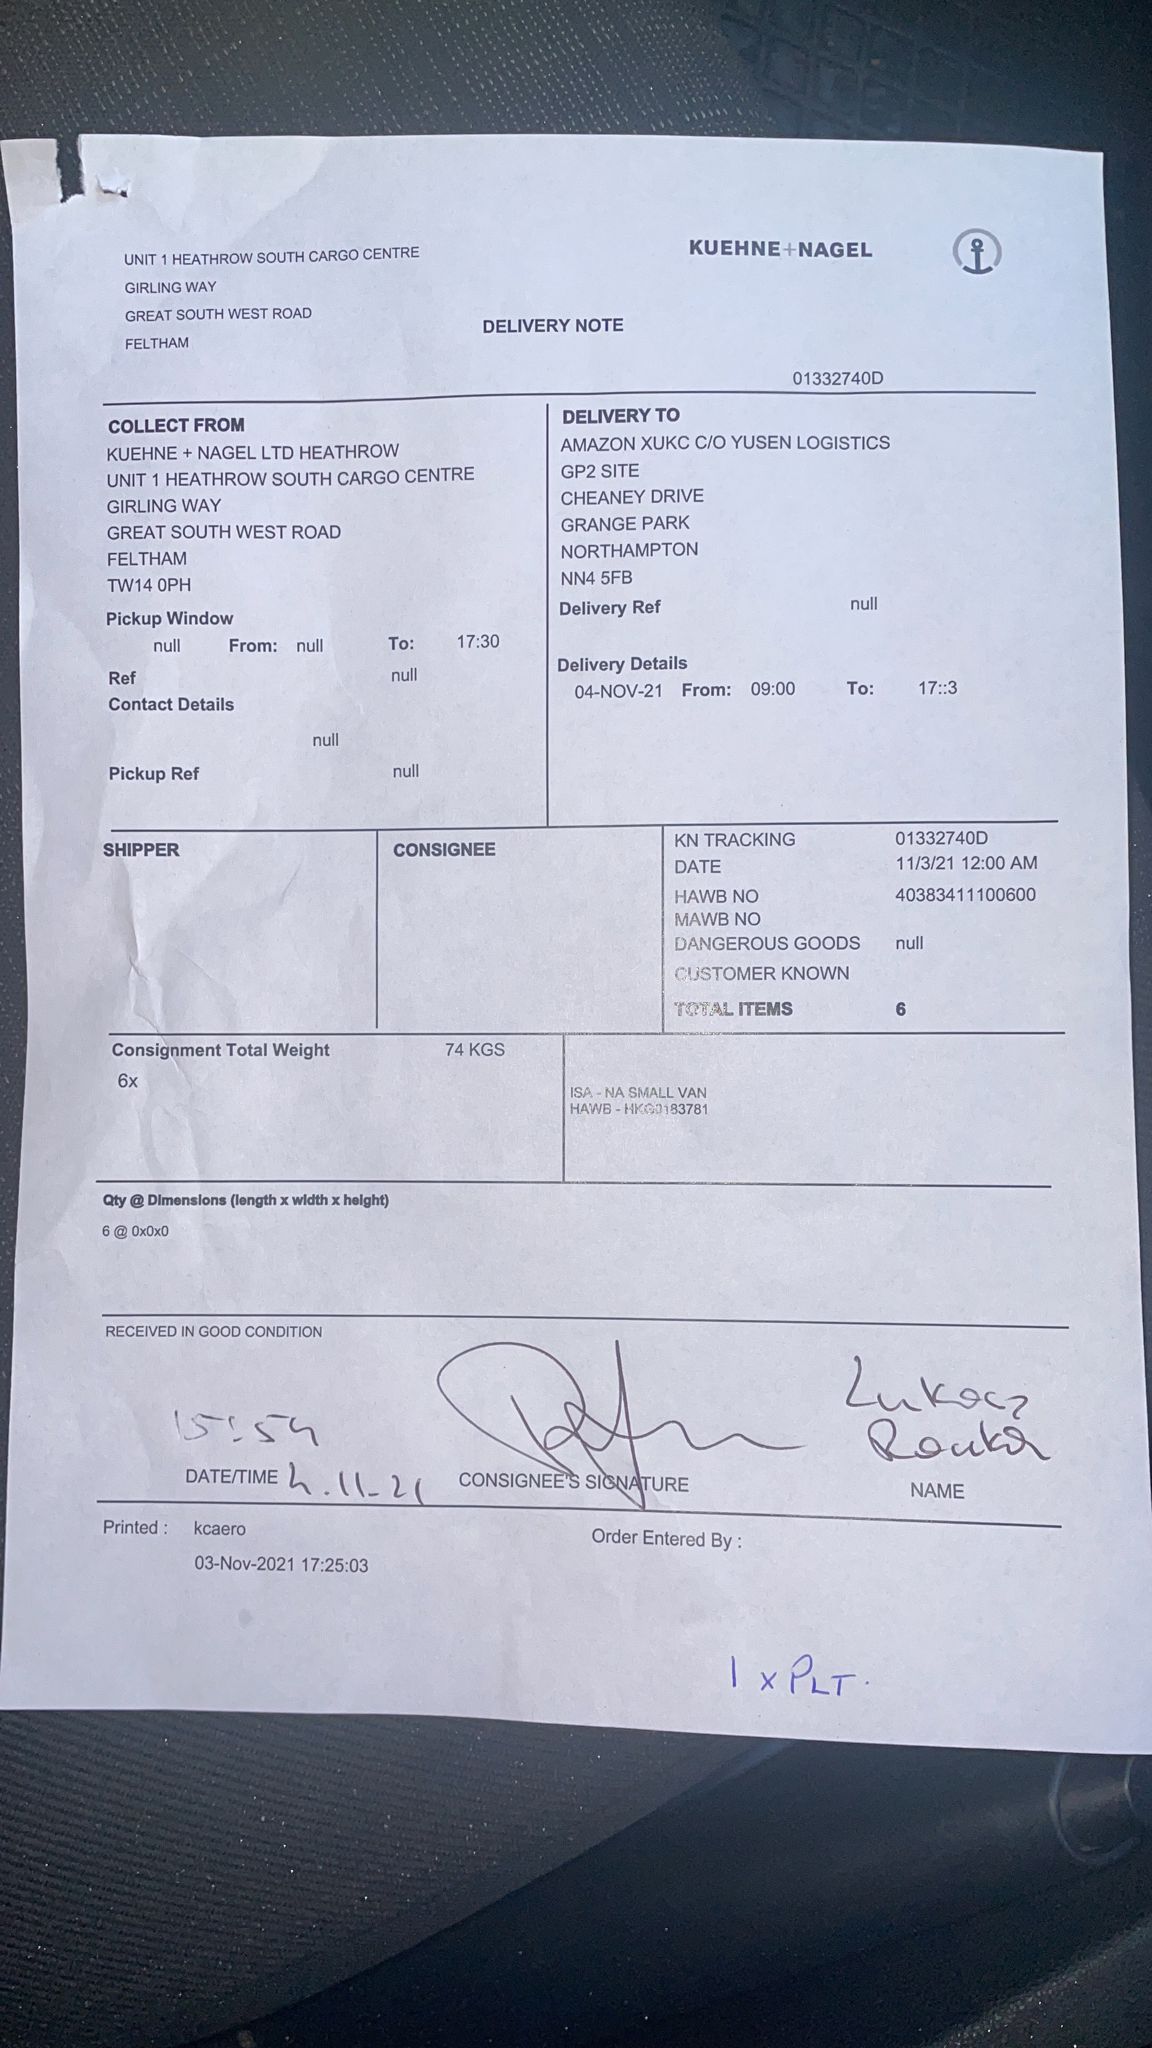 UNIT 1 HEATHROW SOUTH CARGO CENTRE
GIRLING WAY
GREAT SOUTH WEST ROAD
FELTHAM
KUEHNE+NAGEL
DELIVERY NOTE
01332740D
COLLECT FROM
KUEHNE + NAGEL LTD HEATHROW
UNIT 1 HEATHROW SOUTH CARGO CENTRE
GIRLING WAY
GREAT SOUTH WEST ROAD
FELTHAM
TW14 0PH
Pickup Window
null From: null To: 17:30
Ref null
Contact Details
null
Pickup Ref null
DELIVERY TO
AMAZON XUKC C/O YUSEN LOGISTICS
GP2 SITE
CHEANEY DRIVE
GRANGE PARK
NORTHAMPTON
NN4 5FB
Delivery Ref null
Delivery Details
04-NOV-21 From: 09:00 To: 17::3
SHIPPER
CONSIGNEE
KN TRACKING 01332740D
DATE 11/3/21 12:00 AM
HAWB NO 40383411100600
MAWB NO
DANGEROUS GOODS null
CUSTOMER KNOWN
TOTAL ITEMS 6
Consignment Total Weight 74 KGS
6x
ISA - NA SMALL VAN
HAWB - HKG0183781
Qty @ Dimensions (length x width x height)
6 @ 0x0x0
RECEIVED IN GOOD CONDITION
15:54
Lukasz
DATE/TIME 4.11-21
CONSIGNEE'S SIGNATURE
NAME
Printed : kcaero
03-Nov-2021 17:25:03
Order Entered By :
1 x PLT.